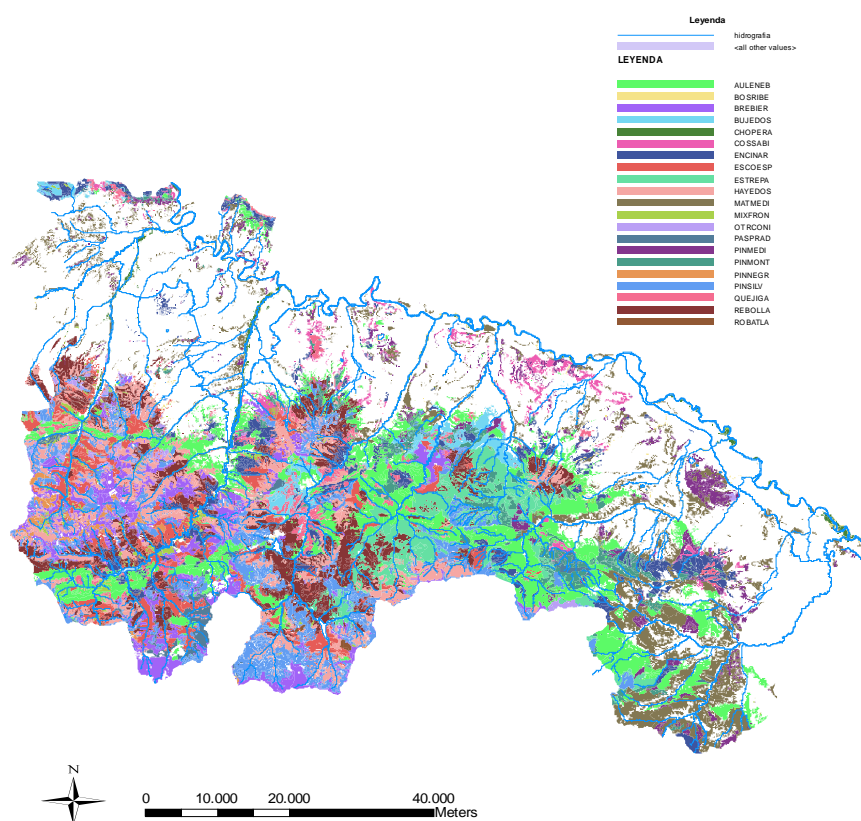 Leyenda
hidrografia
<all other values>
LEYENDA
AULENEB
BOSRIBE
BREBIER
BUJEDOS
CHOPERA
COSSABI
ENCINAR
ESCOESP
ESTREPA
HAYEDOS
MATMEDI
MIXFRON
OTRCONI
PASPRAD
PINMEDI
PINMONT
PINNEGR
PINSILV
QUEJIGA
REBOLLA
ROBATLA
N
0 10.000 20.000 40.000
Meters